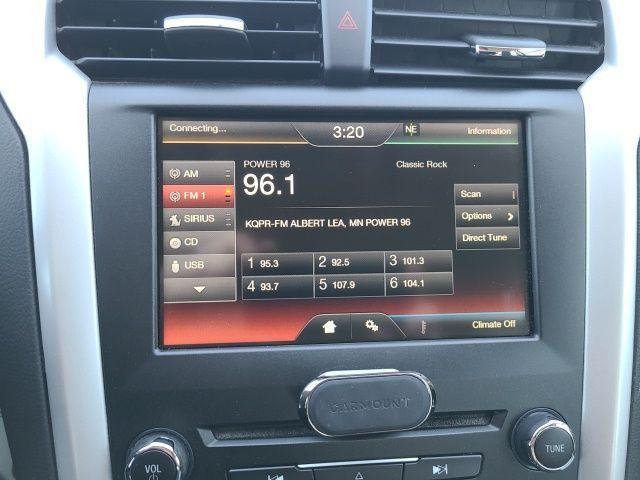 Connecting...
3:20
NE
Information
AM
FM 1
SIRIUS
CD
USB
POWER 96
Classic Rock
96.1
KQPR-FM ALBERT LEA, MN POWER 96
1 95.3
2 92.5
3 101.3
4 93.7
5 107.9
6 104.1
Scan
Options
Direct Tune
Climate Off
CARMOUNT
VOL
TUNE